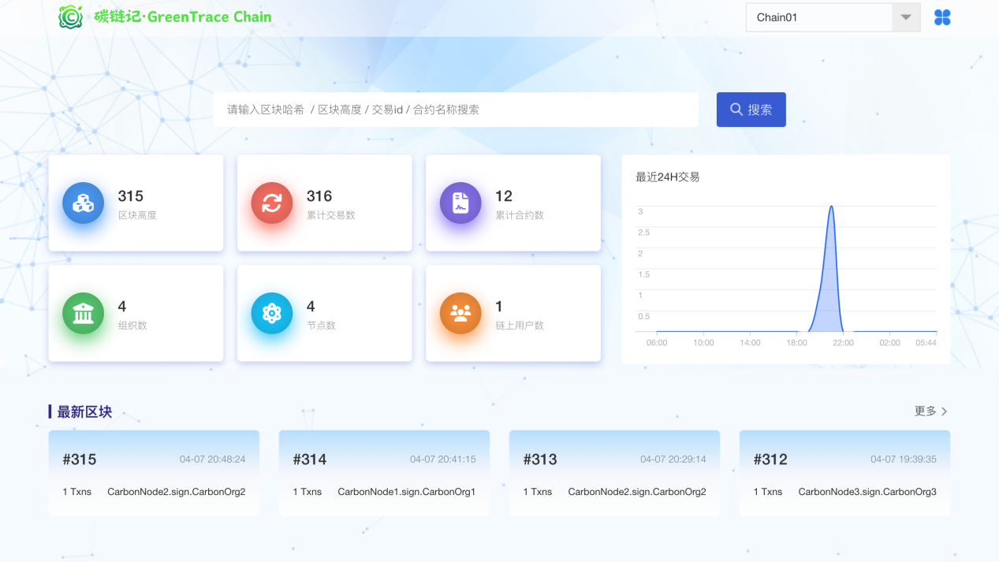 碳链记·GreenTrace Chain
Chain01
请输入区块哈希 / 区块高度 / 交易id / 合约名称搜索
搜索
315
区块高度
316
累计交易数
12
累计合约数
4
组织数
4
节点数
1
链上用户数
最近24H交易
3
2.5
2
1.5
1
0.5
06:00 10:00 14:00 18:00 22:00 02:00 05:44
最新区块
更多
#315 04-07 20:48:24
1 Txns CarbonNode2.sign.CarbonOrg2
#314 04-07 20:41:15
1 Txns CarbonNode1.sign.CarbonOrg1
#313 04-07 20:29:14
1 Txns CarbonNode2.sign.CarbonOrg2
#312 04-07 19:39:35
1 Txns CarbonNode3.sign.CarbonOrg3